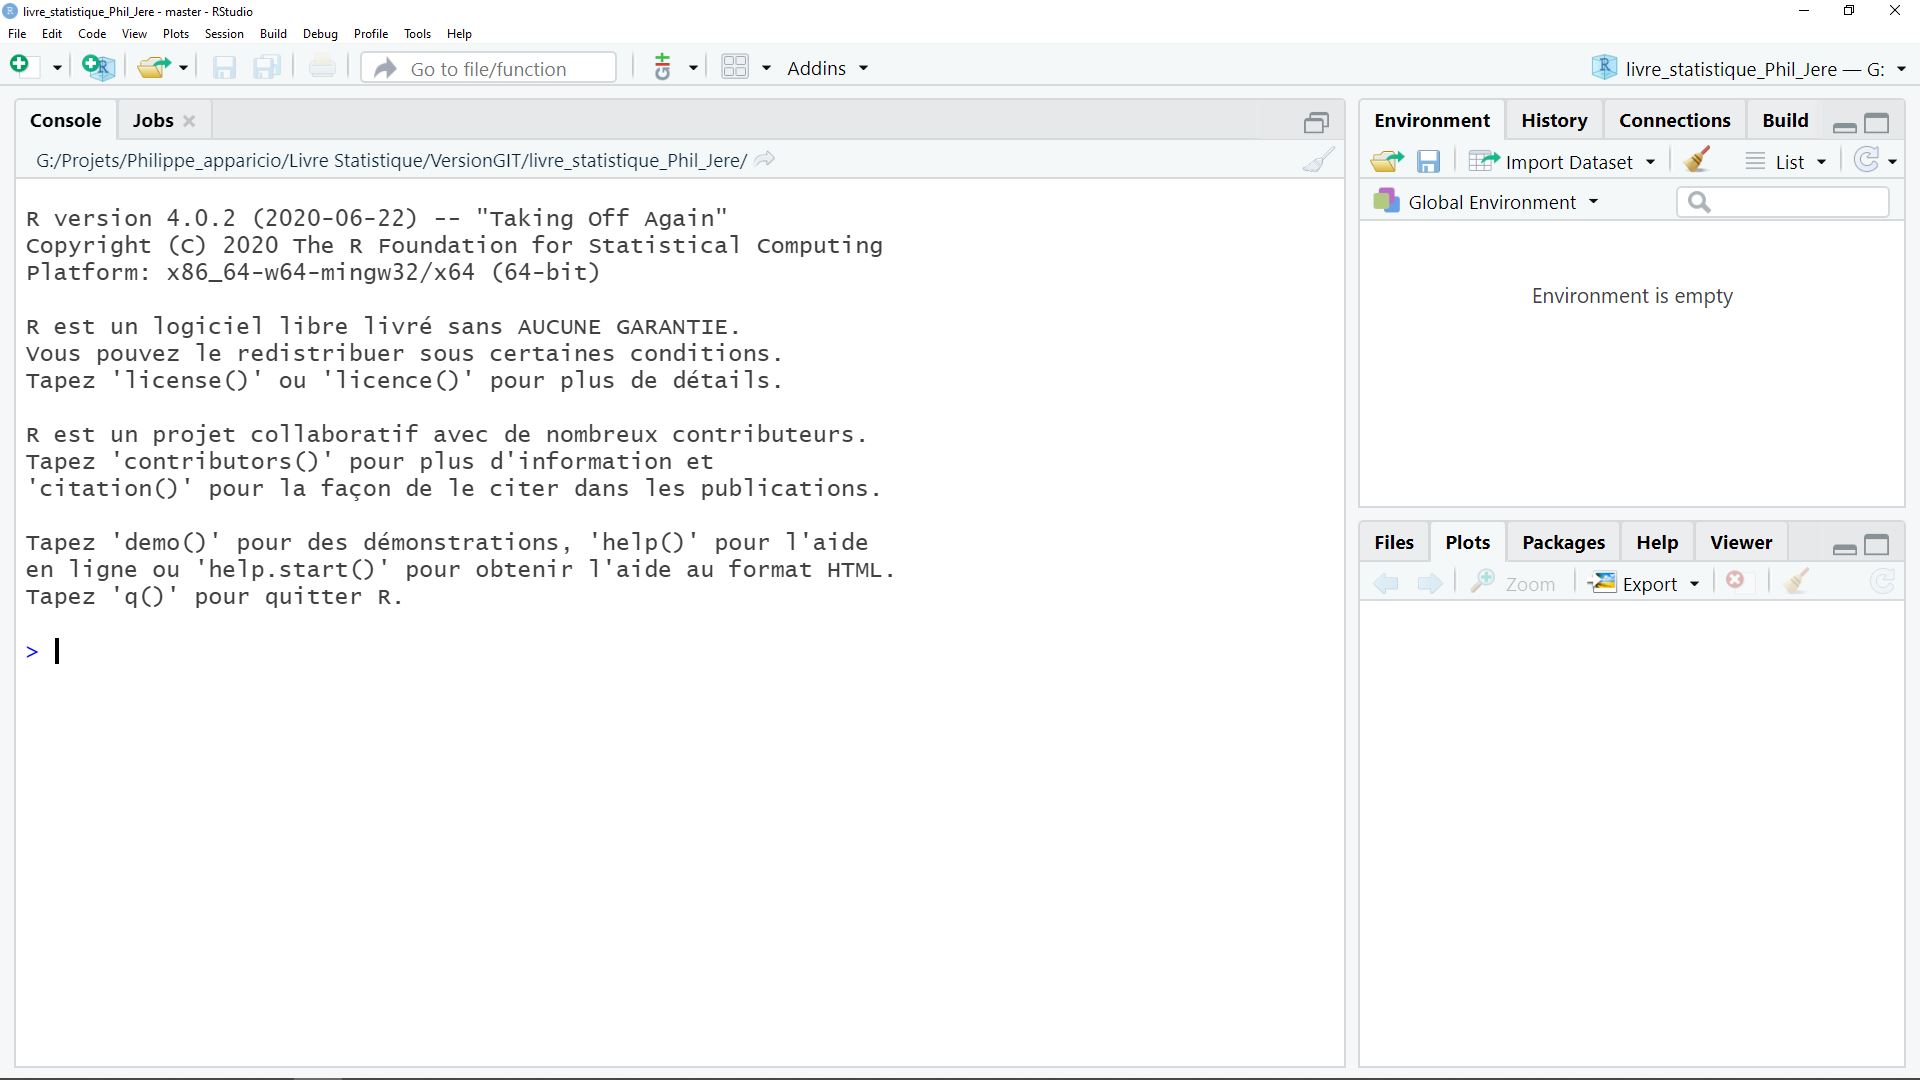 livre_statistique_Phil_Jere - master - RStudio
File Edit Code View Plots Session Build Debug Profile Tools Help
Go to file/function Addins livre_statistique_Phil_Jere — G:
Console Jobs
G:/Projets/Philippe_apparicio/Livre Statistique/VersionGIT/livre_statistique_Phil_Jere/
R version 4.0.2 (2020-06-22) -- "Taking Off Again"
Copyright (C) 2020 The R Foundation for Statistical Computing
Platform: x86_64-w64-mingw32/x64 (64-bit)
R est un logiciel libre livré sans AUCUNE GARANTIE.
Vous pouvez le redistribuer sous certaines conditions.
Tapez 'license()' ou 'licence()' pour plus de détails.
R est un projet collaboratif avec de nombreux contributeurs.
Tapez 'contributors()' pour plus d'information et
'citation()' pour la façon de le citer dans les publications.
Tapez 'demo()' pour des démonstrations, 'help()' pour l'aide
en ligne ou 'help.start()' pour obtenir l'aide au format HTML.
Tapez 'q()' pour quitter R.
>
Environment History Connections Build
Import Dataset List
Global Environment
Environment is empty
Files Plots Packages Help Viewer
Zoom Export